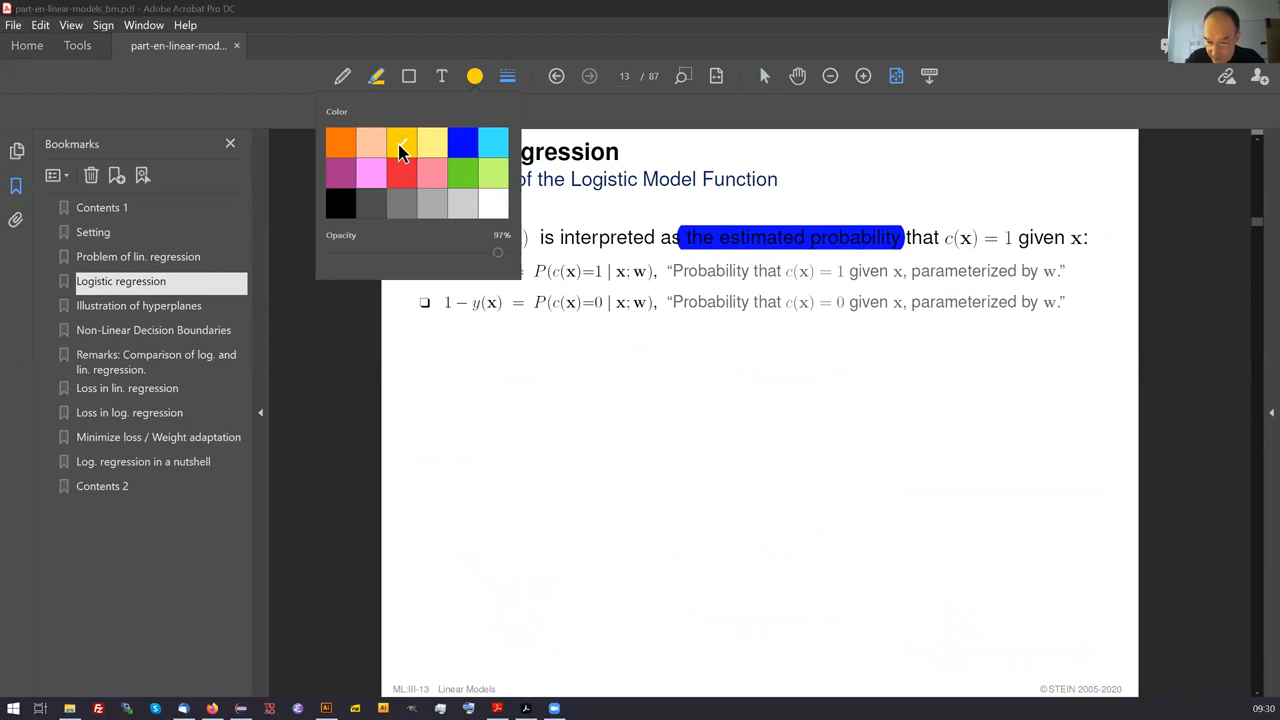 part-en-linear-models_bm.pdf - Adobe Acrobat Pro DC
File Edit View Sign Window Help
Home Tools part-en-linear-mod... ×
13 / 87
Color
Opacity 97%
Bookmarks
Contents 1
Setting
Problem of lin. regression
Logistic regression
Illustration of hyperplanes
Non-Linear Decision Boundaries
Remarks: Comparison of log. and
lin. regression.
Loss in lin. regression
Loss in log. regression
Minimize loss / Weight adaptation
Log. regression in a nutshell
Contents 2
gression
of the Logistic Model Function
) is interpreted as the estimated probability that c(x) = 1 given x:
= P(c(x)=1 | x; w), “Probability that c(x) = 1 given x, parameterized by w.”
❑ 1 − y(x) = P(c(x)=0 | x; w), “Probability that c(x) = 0 given x, parameterized by w.”
ML:III-13 Linear Models
© STEIN 2005-2020
09:30